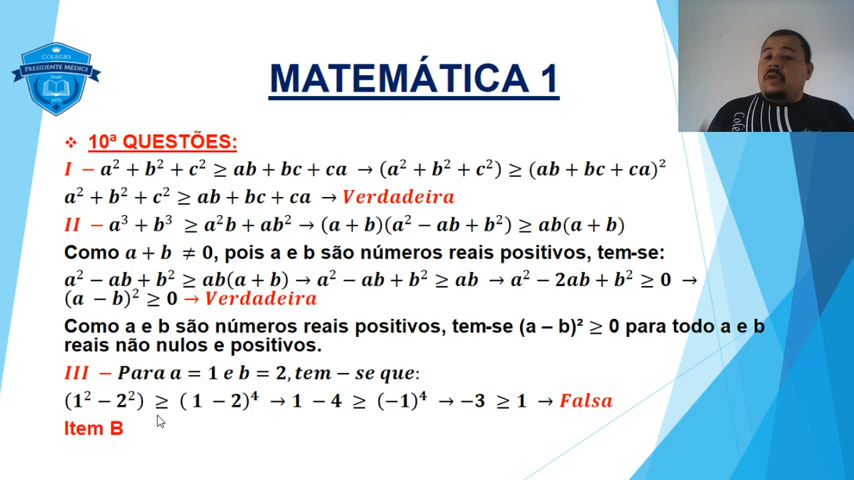 COLÉGIO
PRESIDENTE MÉDICI
MATEMÁTICA 1
❖ 10ª QUESTÕES:
I − a² + b² + c² ≥ ab + bc + ca → (a² + b² + c²) ≥ (ab + bc + ca)²
a² + b² + c² ≥ ab + bc + ca → Verdadeira
II − a³ + b³ ≥ a²b + ab² → (a + b)(a² − ab + b²) ≥ ab(a + b)
Como a + b ≠ 0, pois a e b são números reais positivos, tem-se:
a² − ab + b² ≥ ab(a + b) → a² − ab + b² ≥ ab → a² − 2ab + b² ≥ 0 →
(a − b)² ≥ 0 → Verdadeira
Como a e b são números reais positivos, tem-se (a – b)² ≥ 0 para todo a e b
reais não nulos e positivos.
III − Para a = 1 e b = 2, tem − se que:
(1² − 2²) ≥ ( 1 − 2)⁴ → 1 − 4 ≥ (−1)⁴ → −3 ≥ 1 → Falsa
Item B